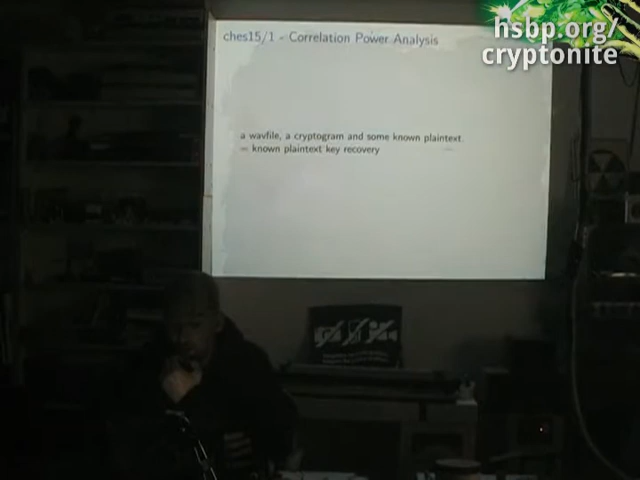 hsbp.org/
cryptonite
ches15/1 - Correlation Power Analysis
a wavfile, a cryptogram and some known plaintext.
= known plaintext key recovery